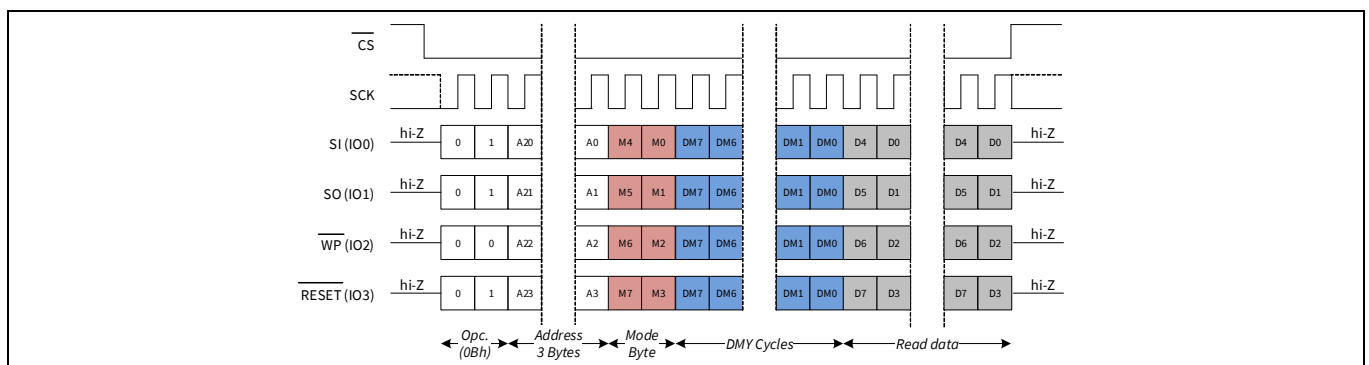 CS
SCK
SI (IO0) hi-Z 0 1 A20 A0 M4 M0 DM7 DM6 DM1 DM0 D4 D0 D4 D0 hi-Z
SO (IO1) hi-Z 0 1 A21 A1 M5 M1 DM7 DM6 DM1 DM0 D5 D1 D5 D1 hi-Z
WP (IO2) hi-Z 0 0 A22 A2 M6 M2 DM7 DM6 DM1 DM0 D6 D2 D6 D2 hi-Z
RESET (IO3) hi-Z 0 1 A23 A3 M7 M3 DM7 DM6 DM1 DM0 D7 D3 D7 D3 hi-Z
Opc. Address Mode DMY Cycles Read data
(0Bh) 3 Bytes Byte